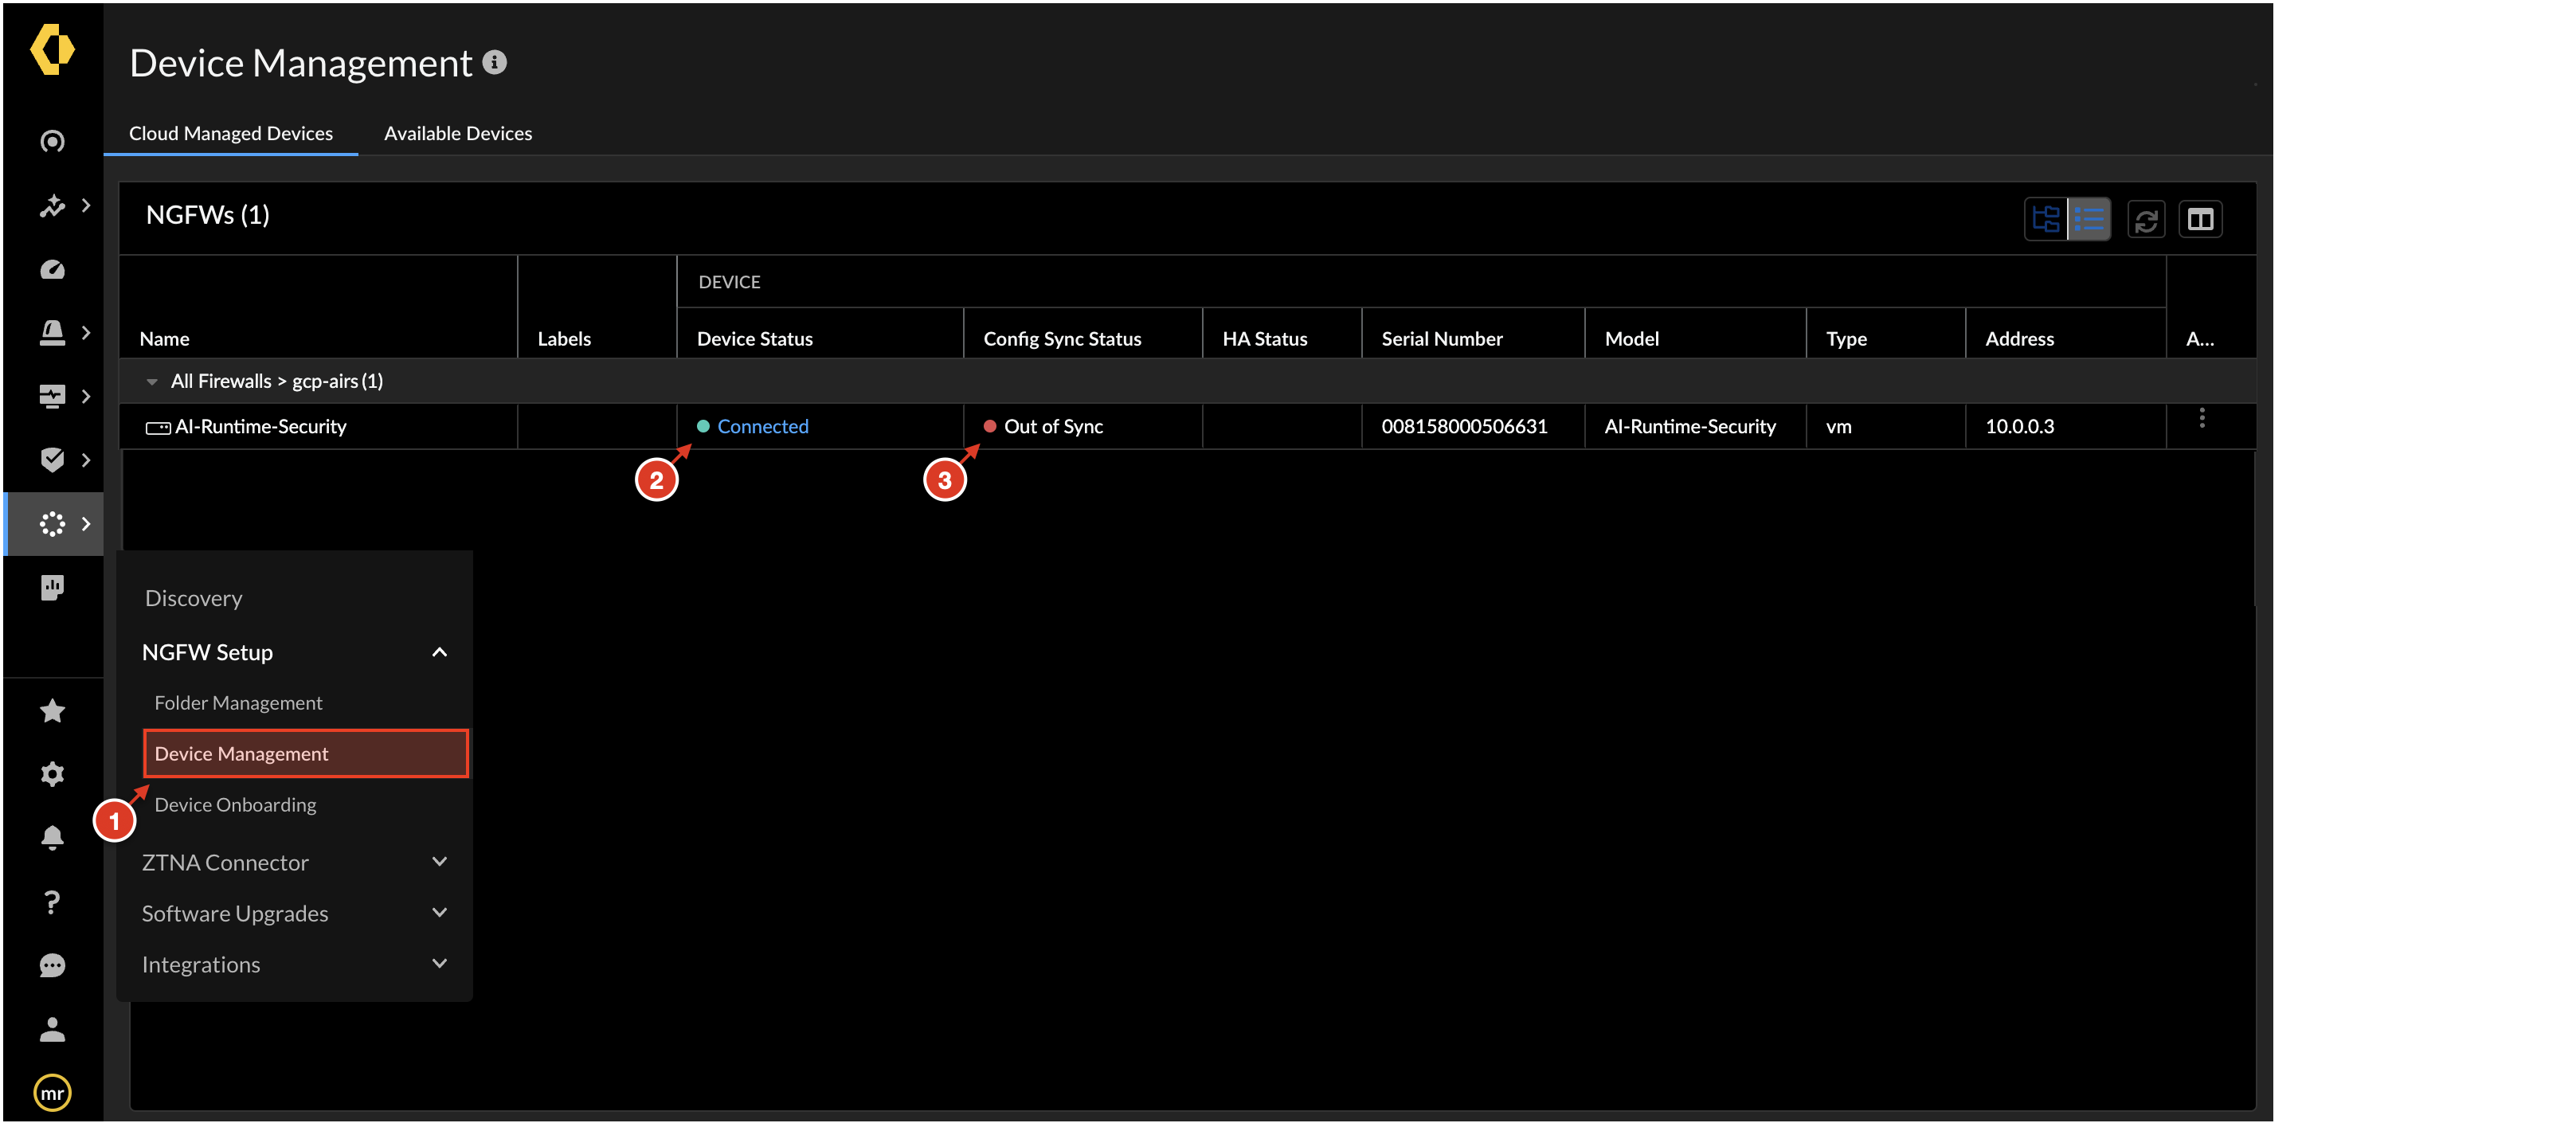 Device Management
Cloud Managed Devices Available Devices
NGFWs (1)
DEVICE
Name Labels Device Status Config Sync Status HA Status Serial Number Model Type Address A...
All Firewalls > gcp-airs (1)
AI-Runtime-Security Connected Out of Sync 008158000506631 AI-Runtime-Security vm 10.0.0.3
2 3
Discovery
NGFW Setup
Folder Management
Device Management
1
Device Onboarding
ZTNA Connector
Software Upgrades
Integrations
mr